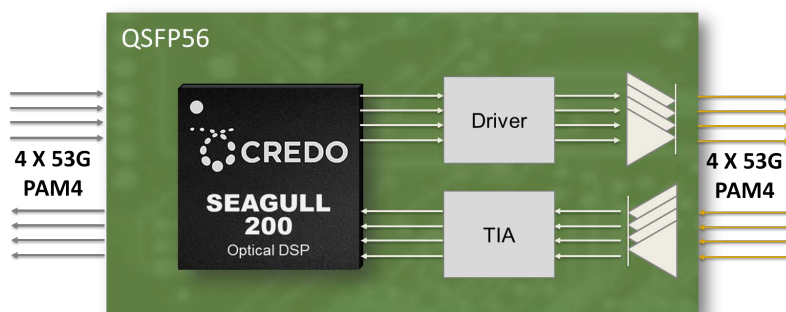 QSFP56
4 X 53G
PAM4
CREDO
SEAGULL
200
Optical DSP
Driver
TIA
4 X 53G
PAM4